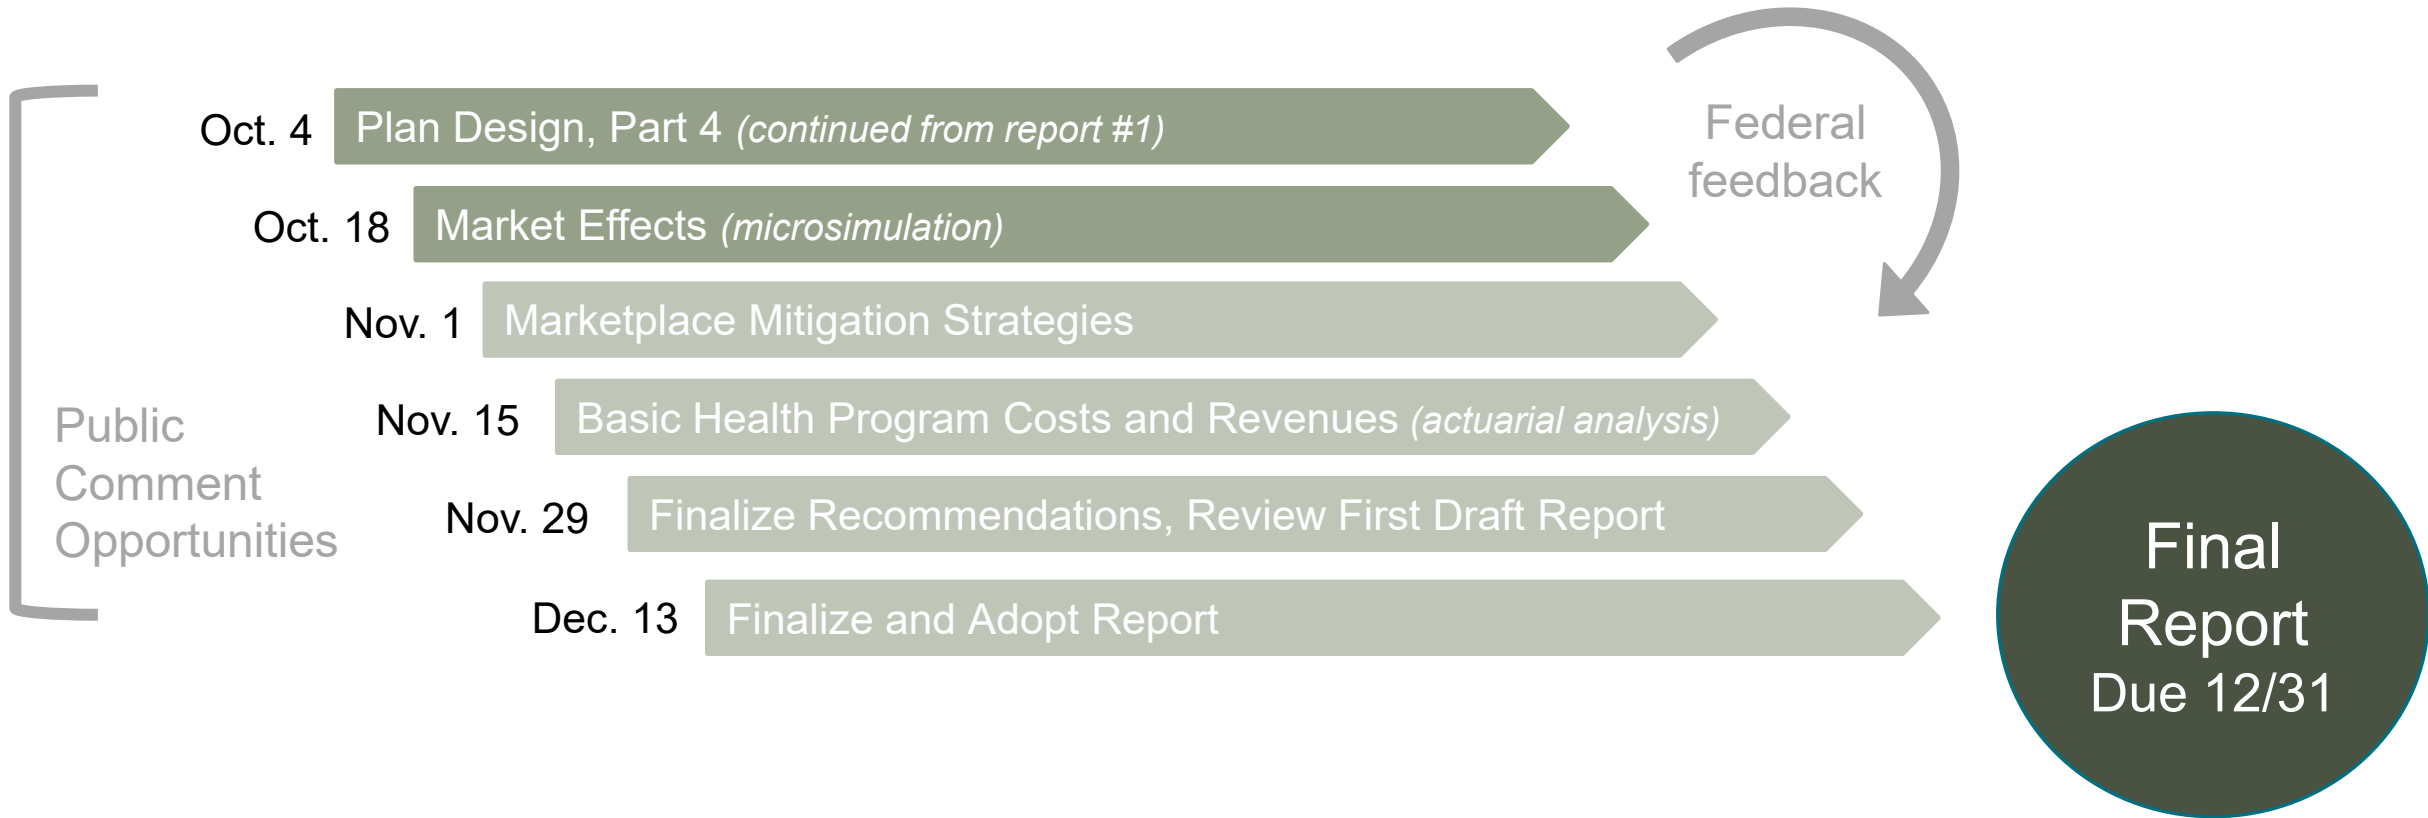 Oct. 4
Plan Design, Part 4 (continued from report #1)
Federal
feedback
Oct. 18
Market Effects (microsimulation)
Nov. 1
Marketplace Mitigation Strategies
Public
Comment
Opportunities
Nov. 15
Basic Health Program Costs and Revenues (actuarial analysis)
Nov. 29
Finalize Recommendations, Review First Draft Report
Dec. 13
Finalize and Adopt Report
Final
Report
Due 12/31